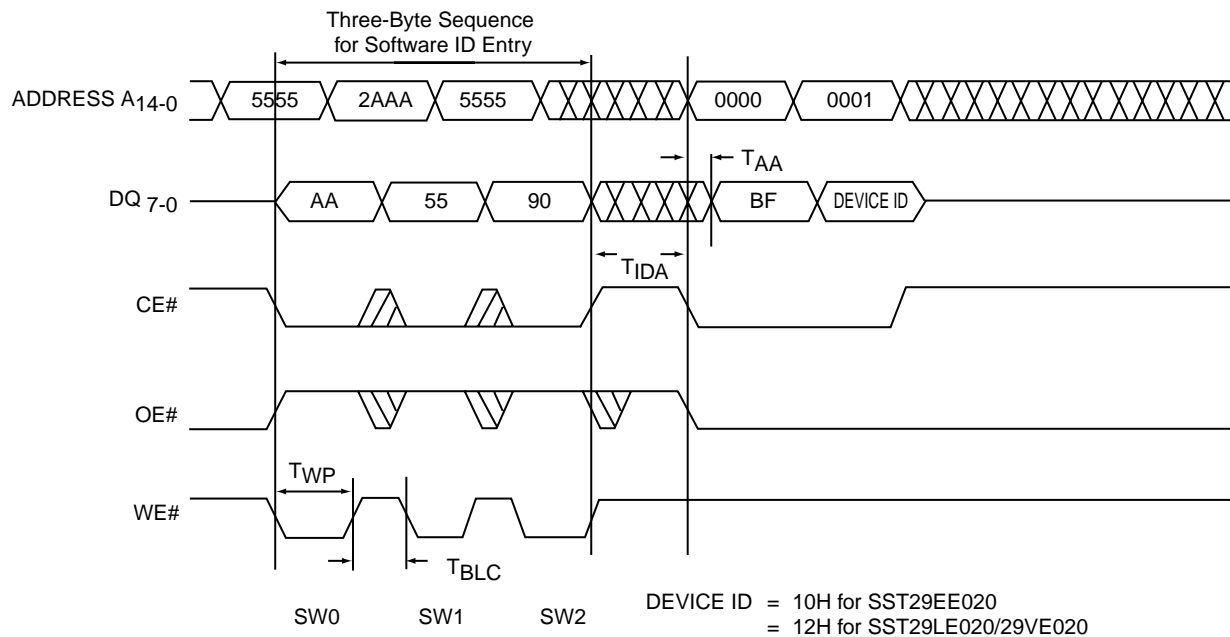 Three-Byte Sequence
for Software ID Entry
ADDRESS A14-0
5555
2AAA
5555
0000
0001
TAA
DQ 7-0
AA
55
90
BF
DEVICE ID
TIDA
CE#
OE#
TWP
WE#
TBLC
SW0
SW1
SW2
DEVICE ID = 10H for SST29EE020
= 12H for SST29LE020/29VE020